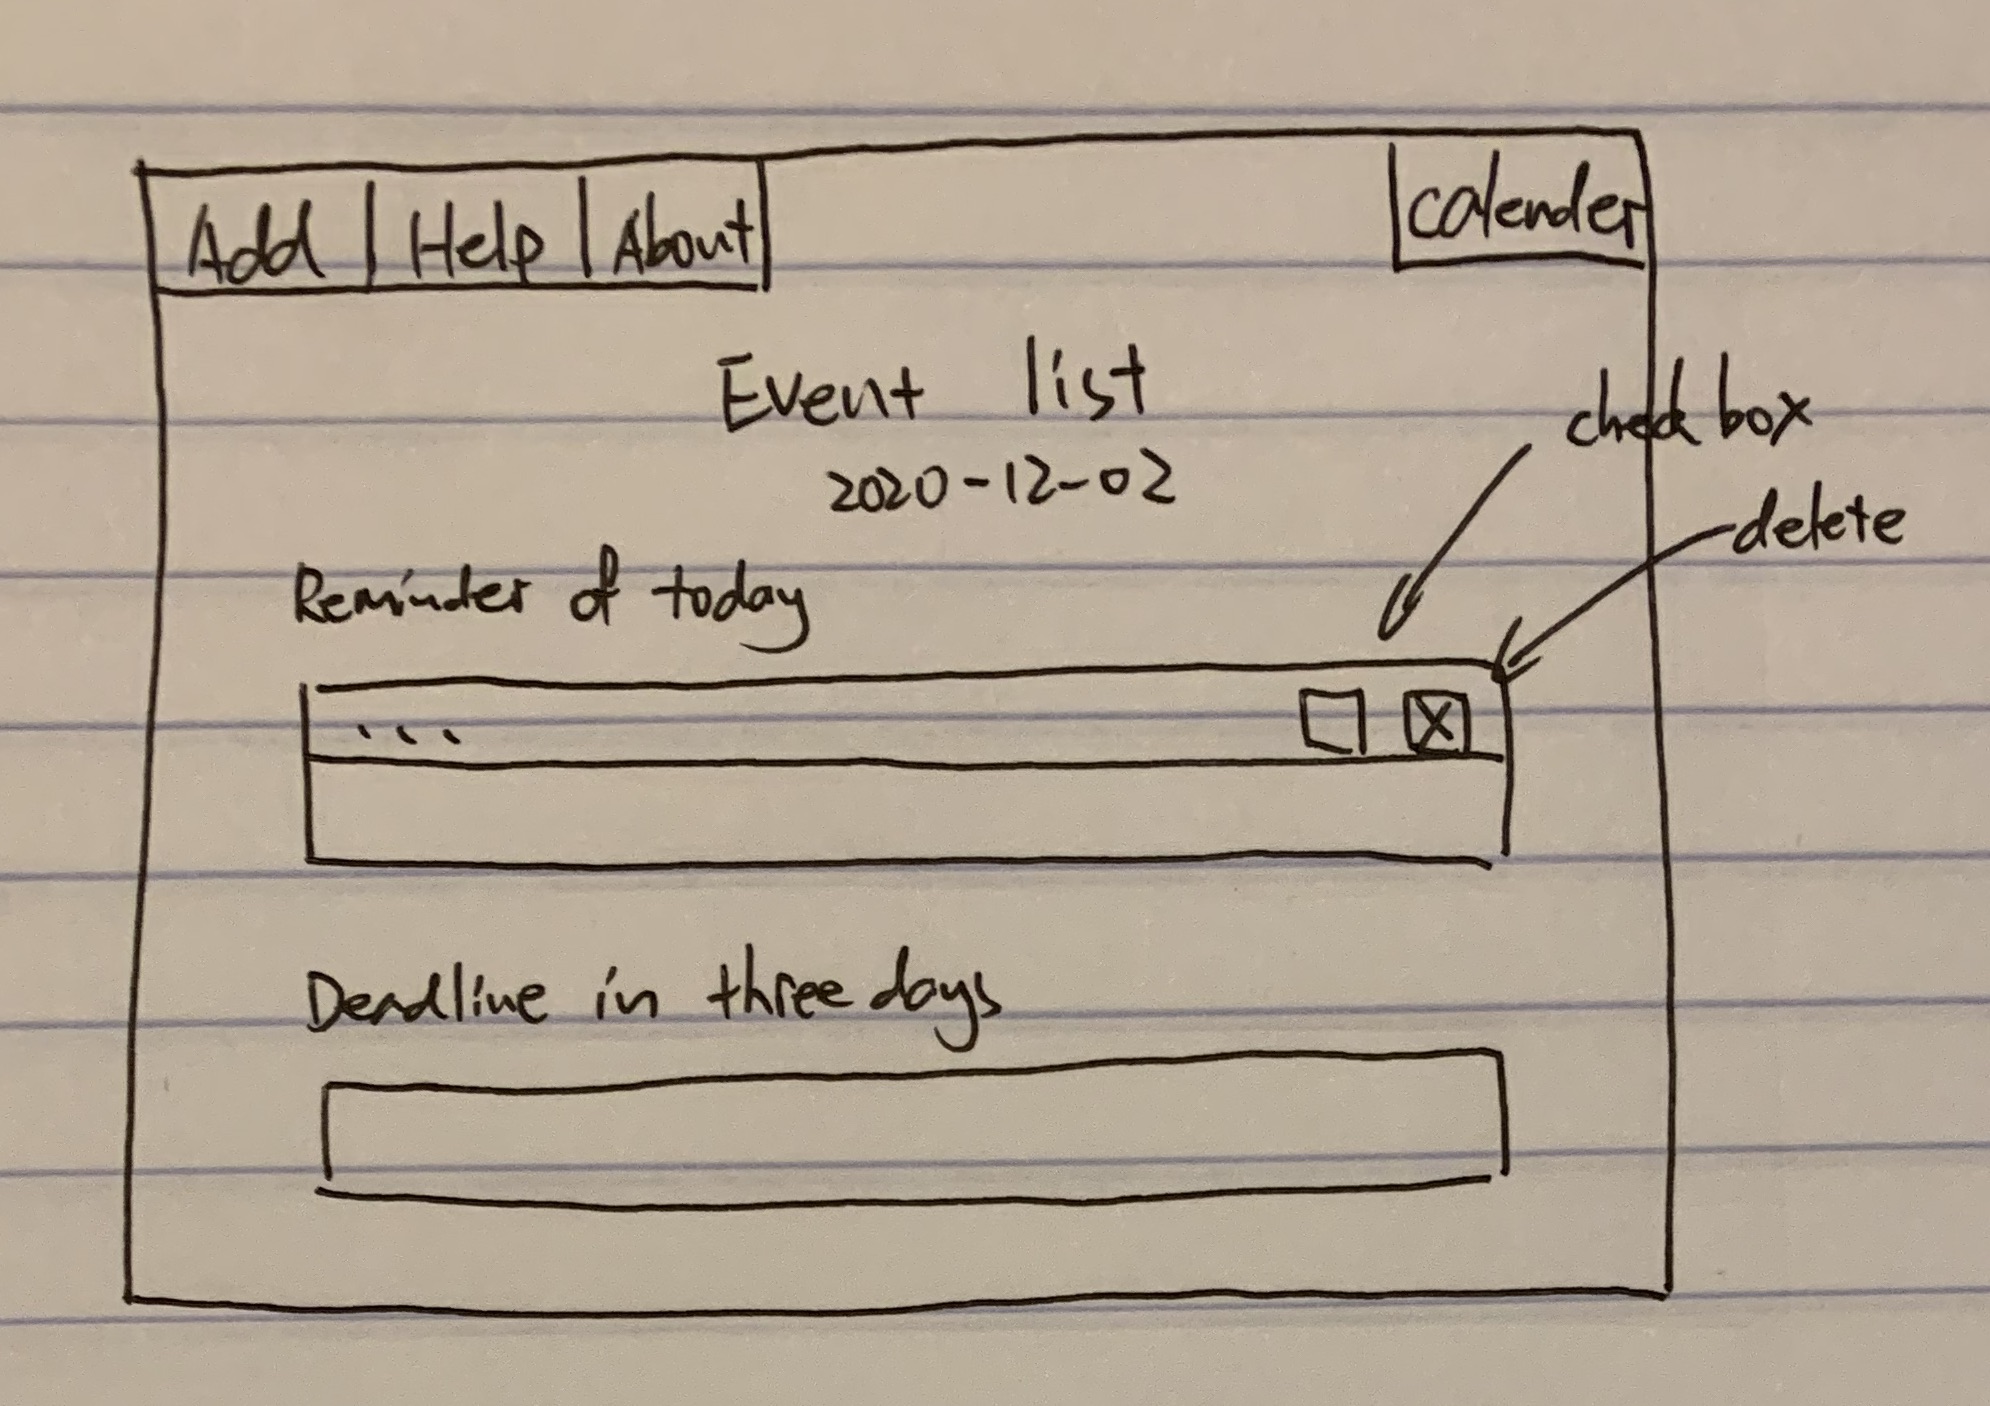 Add | Help | About
calender
Event list
2020-12-02
check box
delete
Reminder of today
...
X
Deadline in three days